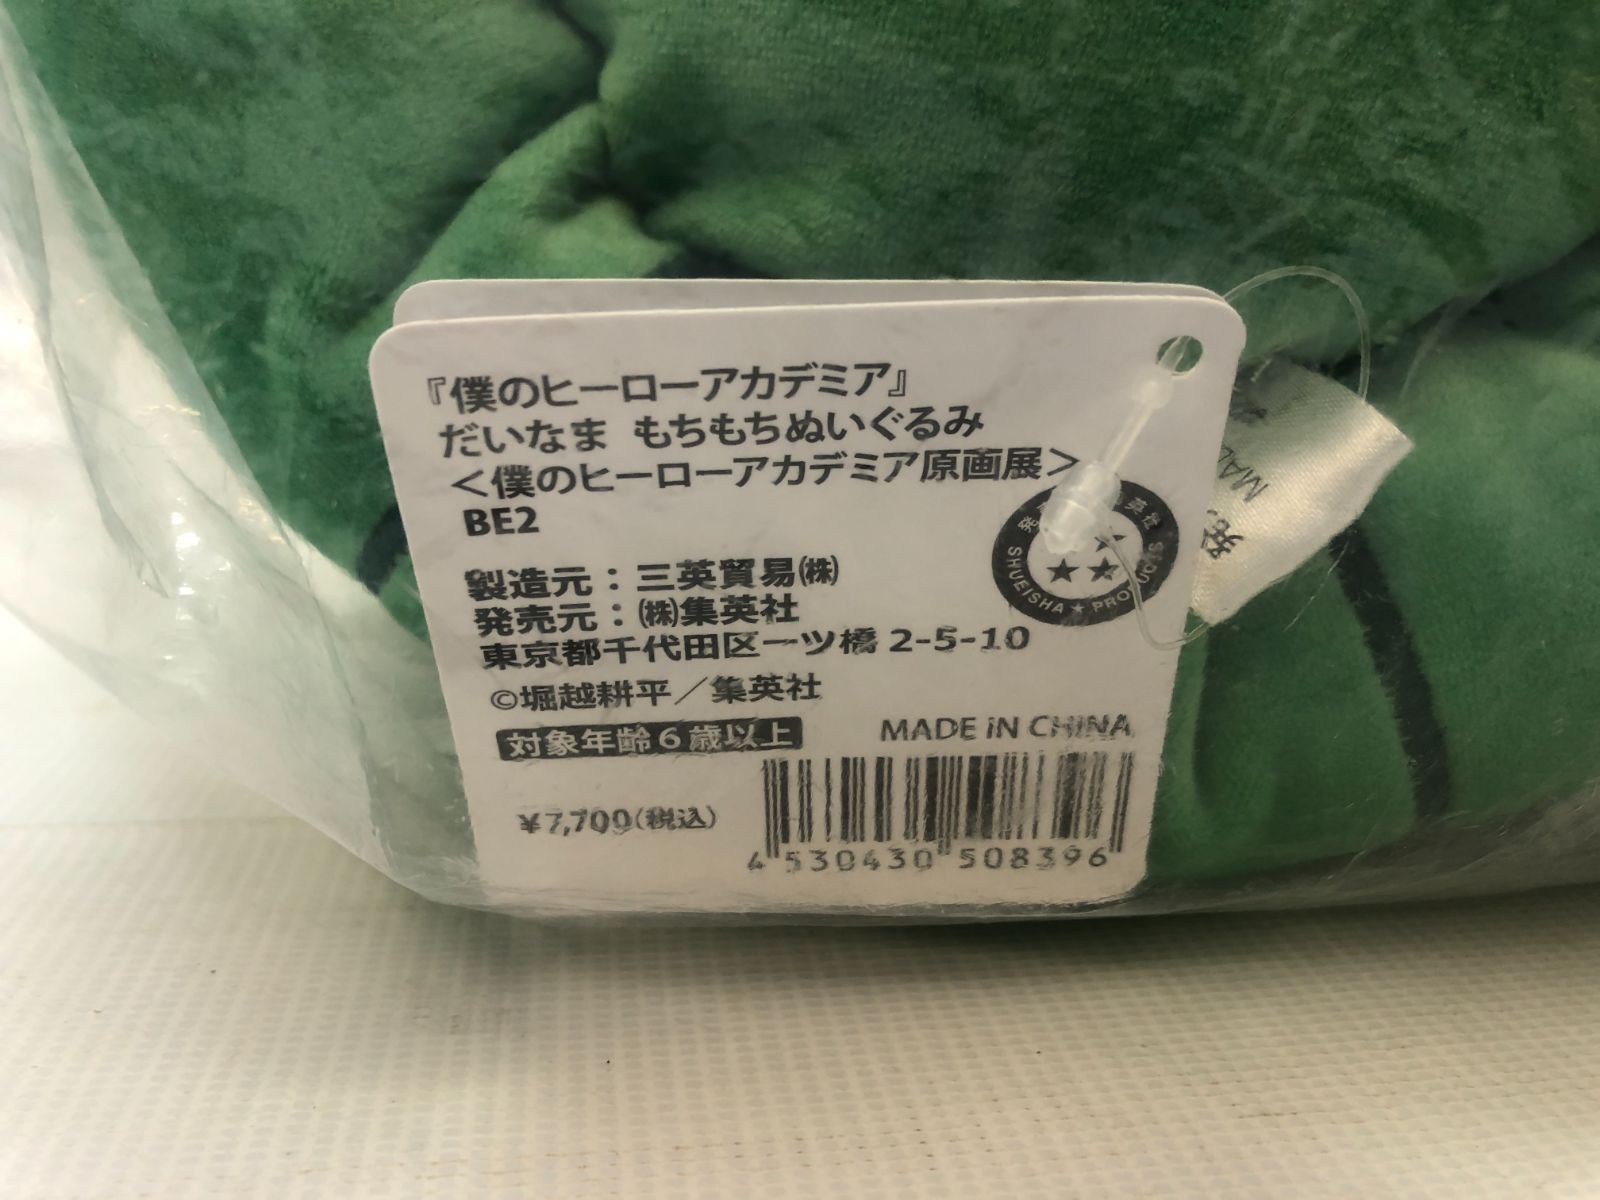 『僕のヒーローアカデミア』
だいなま もちもちぬいぐるみ
＜僕のヒーローアカデミア原画展＞
BE2
製造元：三英貿易㈱
発売元：㈱集英社
東京都千代田区一ツ橋2-5-10
©堀越耕平／集英社
対象年齢6歳以上
MADE IN CHINA
¥7,700(税込)
4 530430 508396
SHUEISHA ★ PRODUCTS